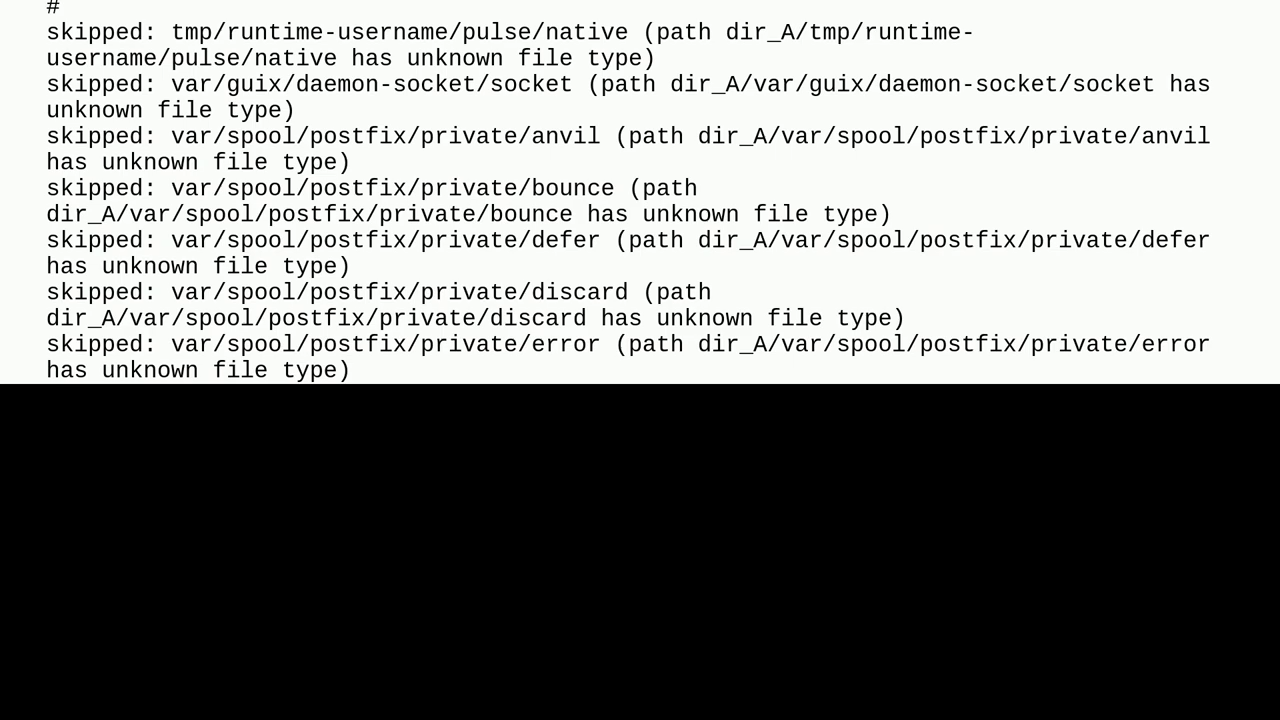 #
skipped: tmp/runtime-username/pulse/native (path dir_A/tmp/runtime-
username/pulse/native has unknown file type)
skipped: var/guix/daemon-socket/socket (path dir_A/var/guix/daemon-socket/socket has
unknown file type)
skipped: var/spool/postfix/private/anvil (path dir_A/var/spool/postfix/private/anvil
has unknown file type)
skipped: var/spool/postfix/private/bounce (path
dir_A/var/spool/postfix/private/bounce has unknown file type)
skipped: var/spool/postfix/private/defer (path dir_A/var/spool/postfix/private/defer
has unknown file type)
skipped: var/spool/postfix/private/discard (path
dir_A/var/spool/postfix/private/discard has unknown file type)
skipped: var/spool/postfix/private/error (path dir_A/var/spool/postfix/private/error
has unknown file type)